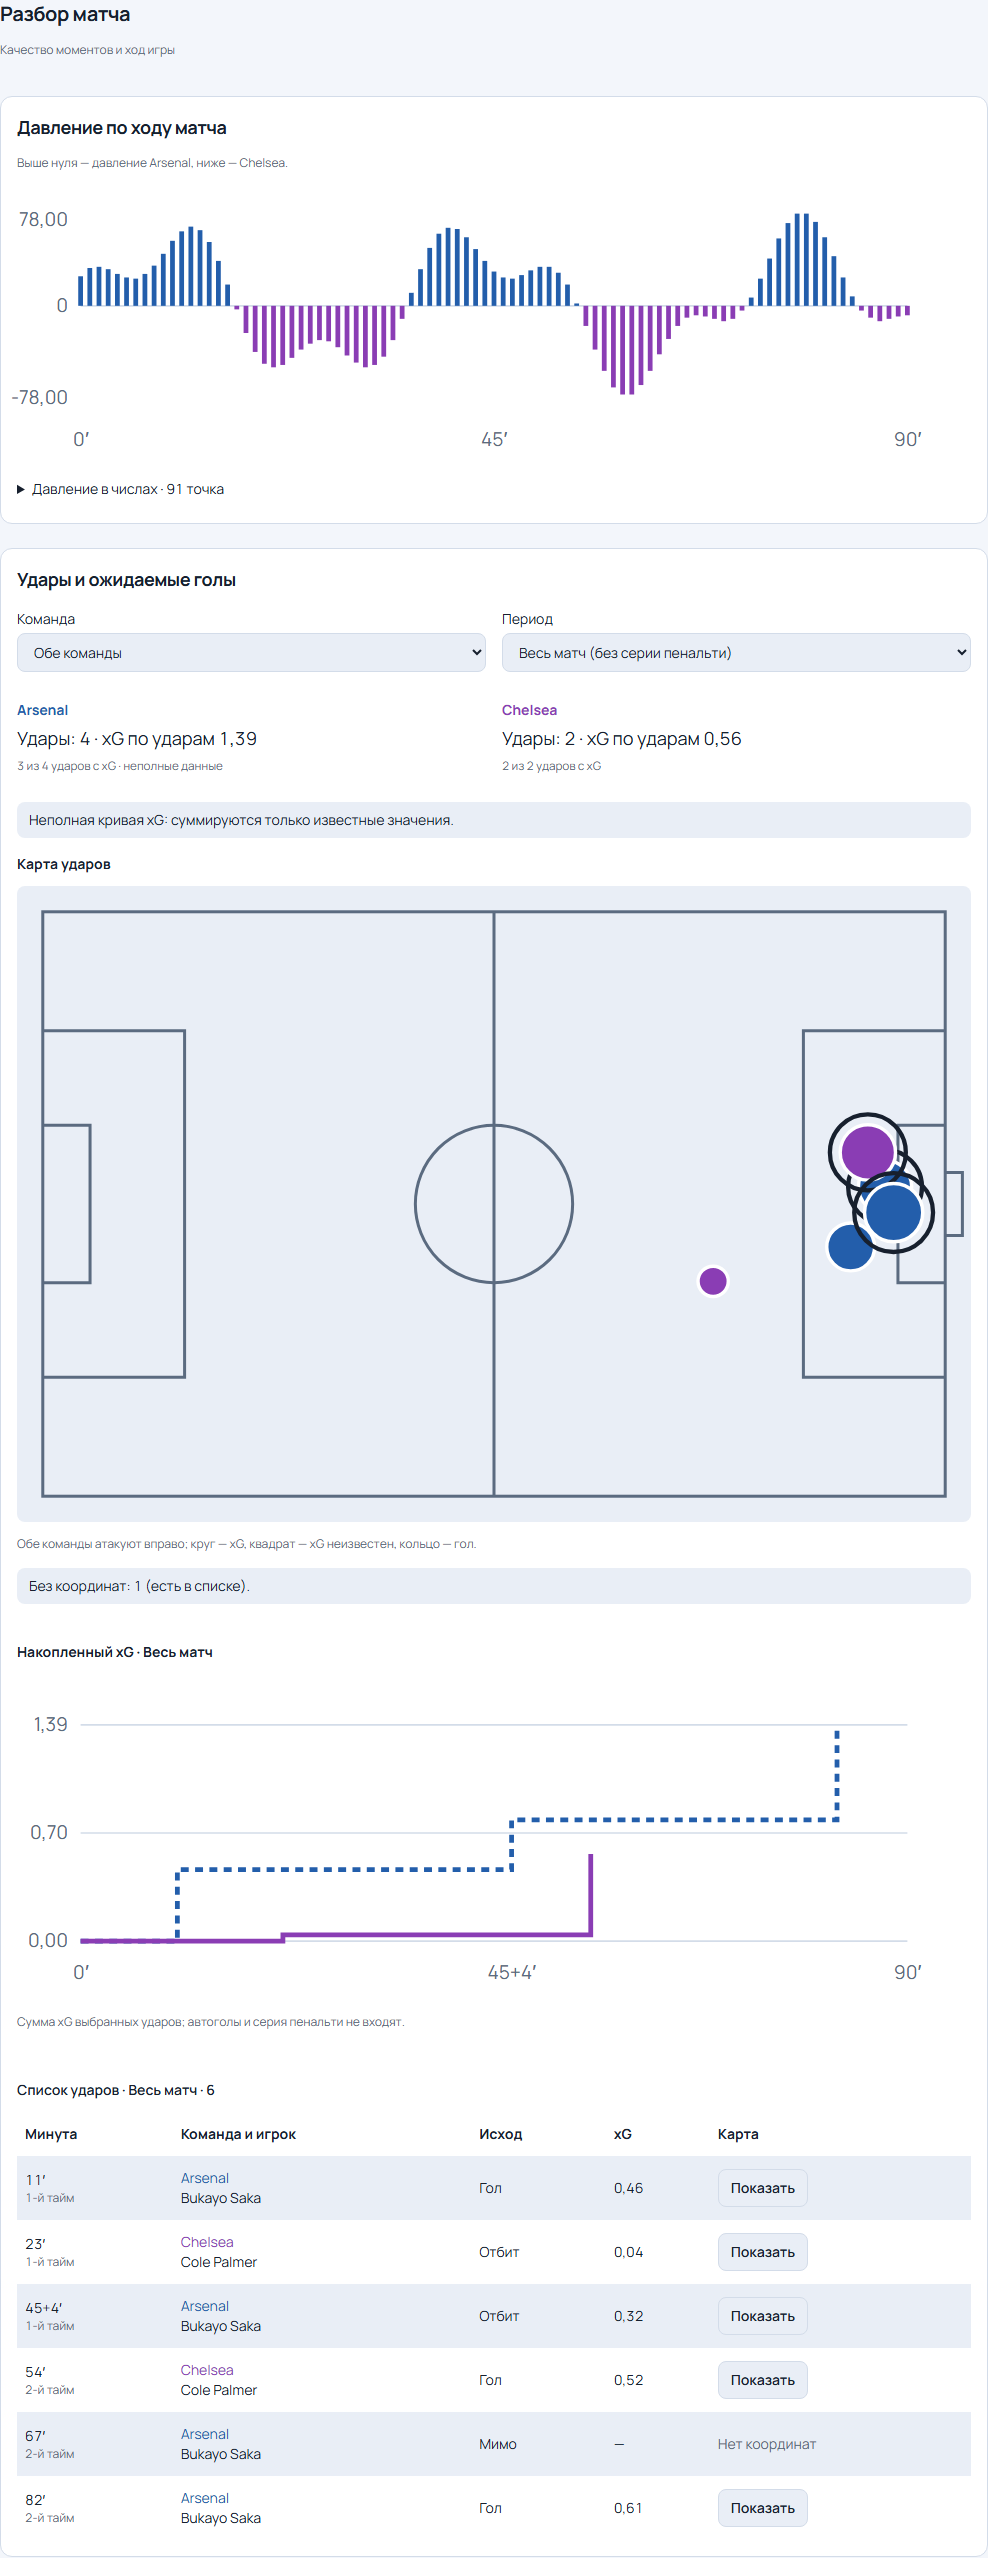 Разбор матча
Качество моментов и ход игры
Давление по ходу матча
Выше нуля — давление Arsenal, ниже — Chelsea.
78,00
0
-78,00
0′ 45′ 90′
Давление в числах · 91 точка
Удары и ожидаемые голы
Команда Период
Обе команды Весь матч (без серии пенальти)
Arsenal Chelsea
Удары: 4 · xG по ударам 1,39 Удары: 2 · xG по ударам 0,56
3 из 4 ударов с xG · неполные данные 2 из 2 ударов с xG
Неполная кривая xG: суммируются только известные значения.
Карта ударов
Обе команды атакуют вправо; круг — xG, квадрат — xG неизвестен, кольцо — гол.
Без координат: 1 (есть в списке).
Накопленный xG · Весь матч
1,39
0,70
0,00
0′ 45+4′ 90′
Сумма xG выбранных ударов; автоголы и серия пенальти не входят.
Список ударов · Весь матч · 6
Минута Команда и игрок Исход xG Карта
11′ Arsenal Гол 0,46 Показать
1-й тайм Bukayo Saka
23′ Chelsea Отбит 0,04 Показать
1-й тайм Cole Palmer
45+4′ Arsenal Отбит 0,32 Показать
1-й тайм Bukayo Saka
54′ Chelsea Гол 0,52 Показать
2-й тайм Cole Palmer
67′ Arsenal Мимо — Нет координат
2-й тайм Bukayo Saka
82′ Arsenal Гол 0,61 Показать
2-й тайм Bukayo Saka